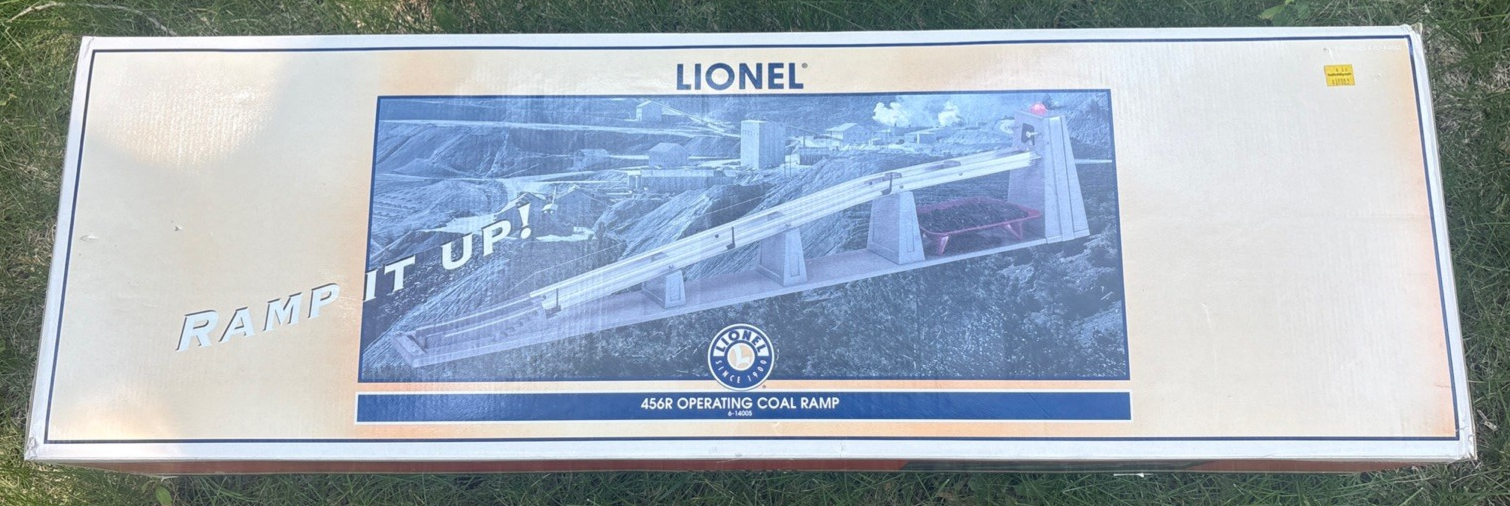 LIONEL®
RAMP IT UP!
LIONEL
L
SINCE 1900
456R OPERATING COAL RAMP
6-14005